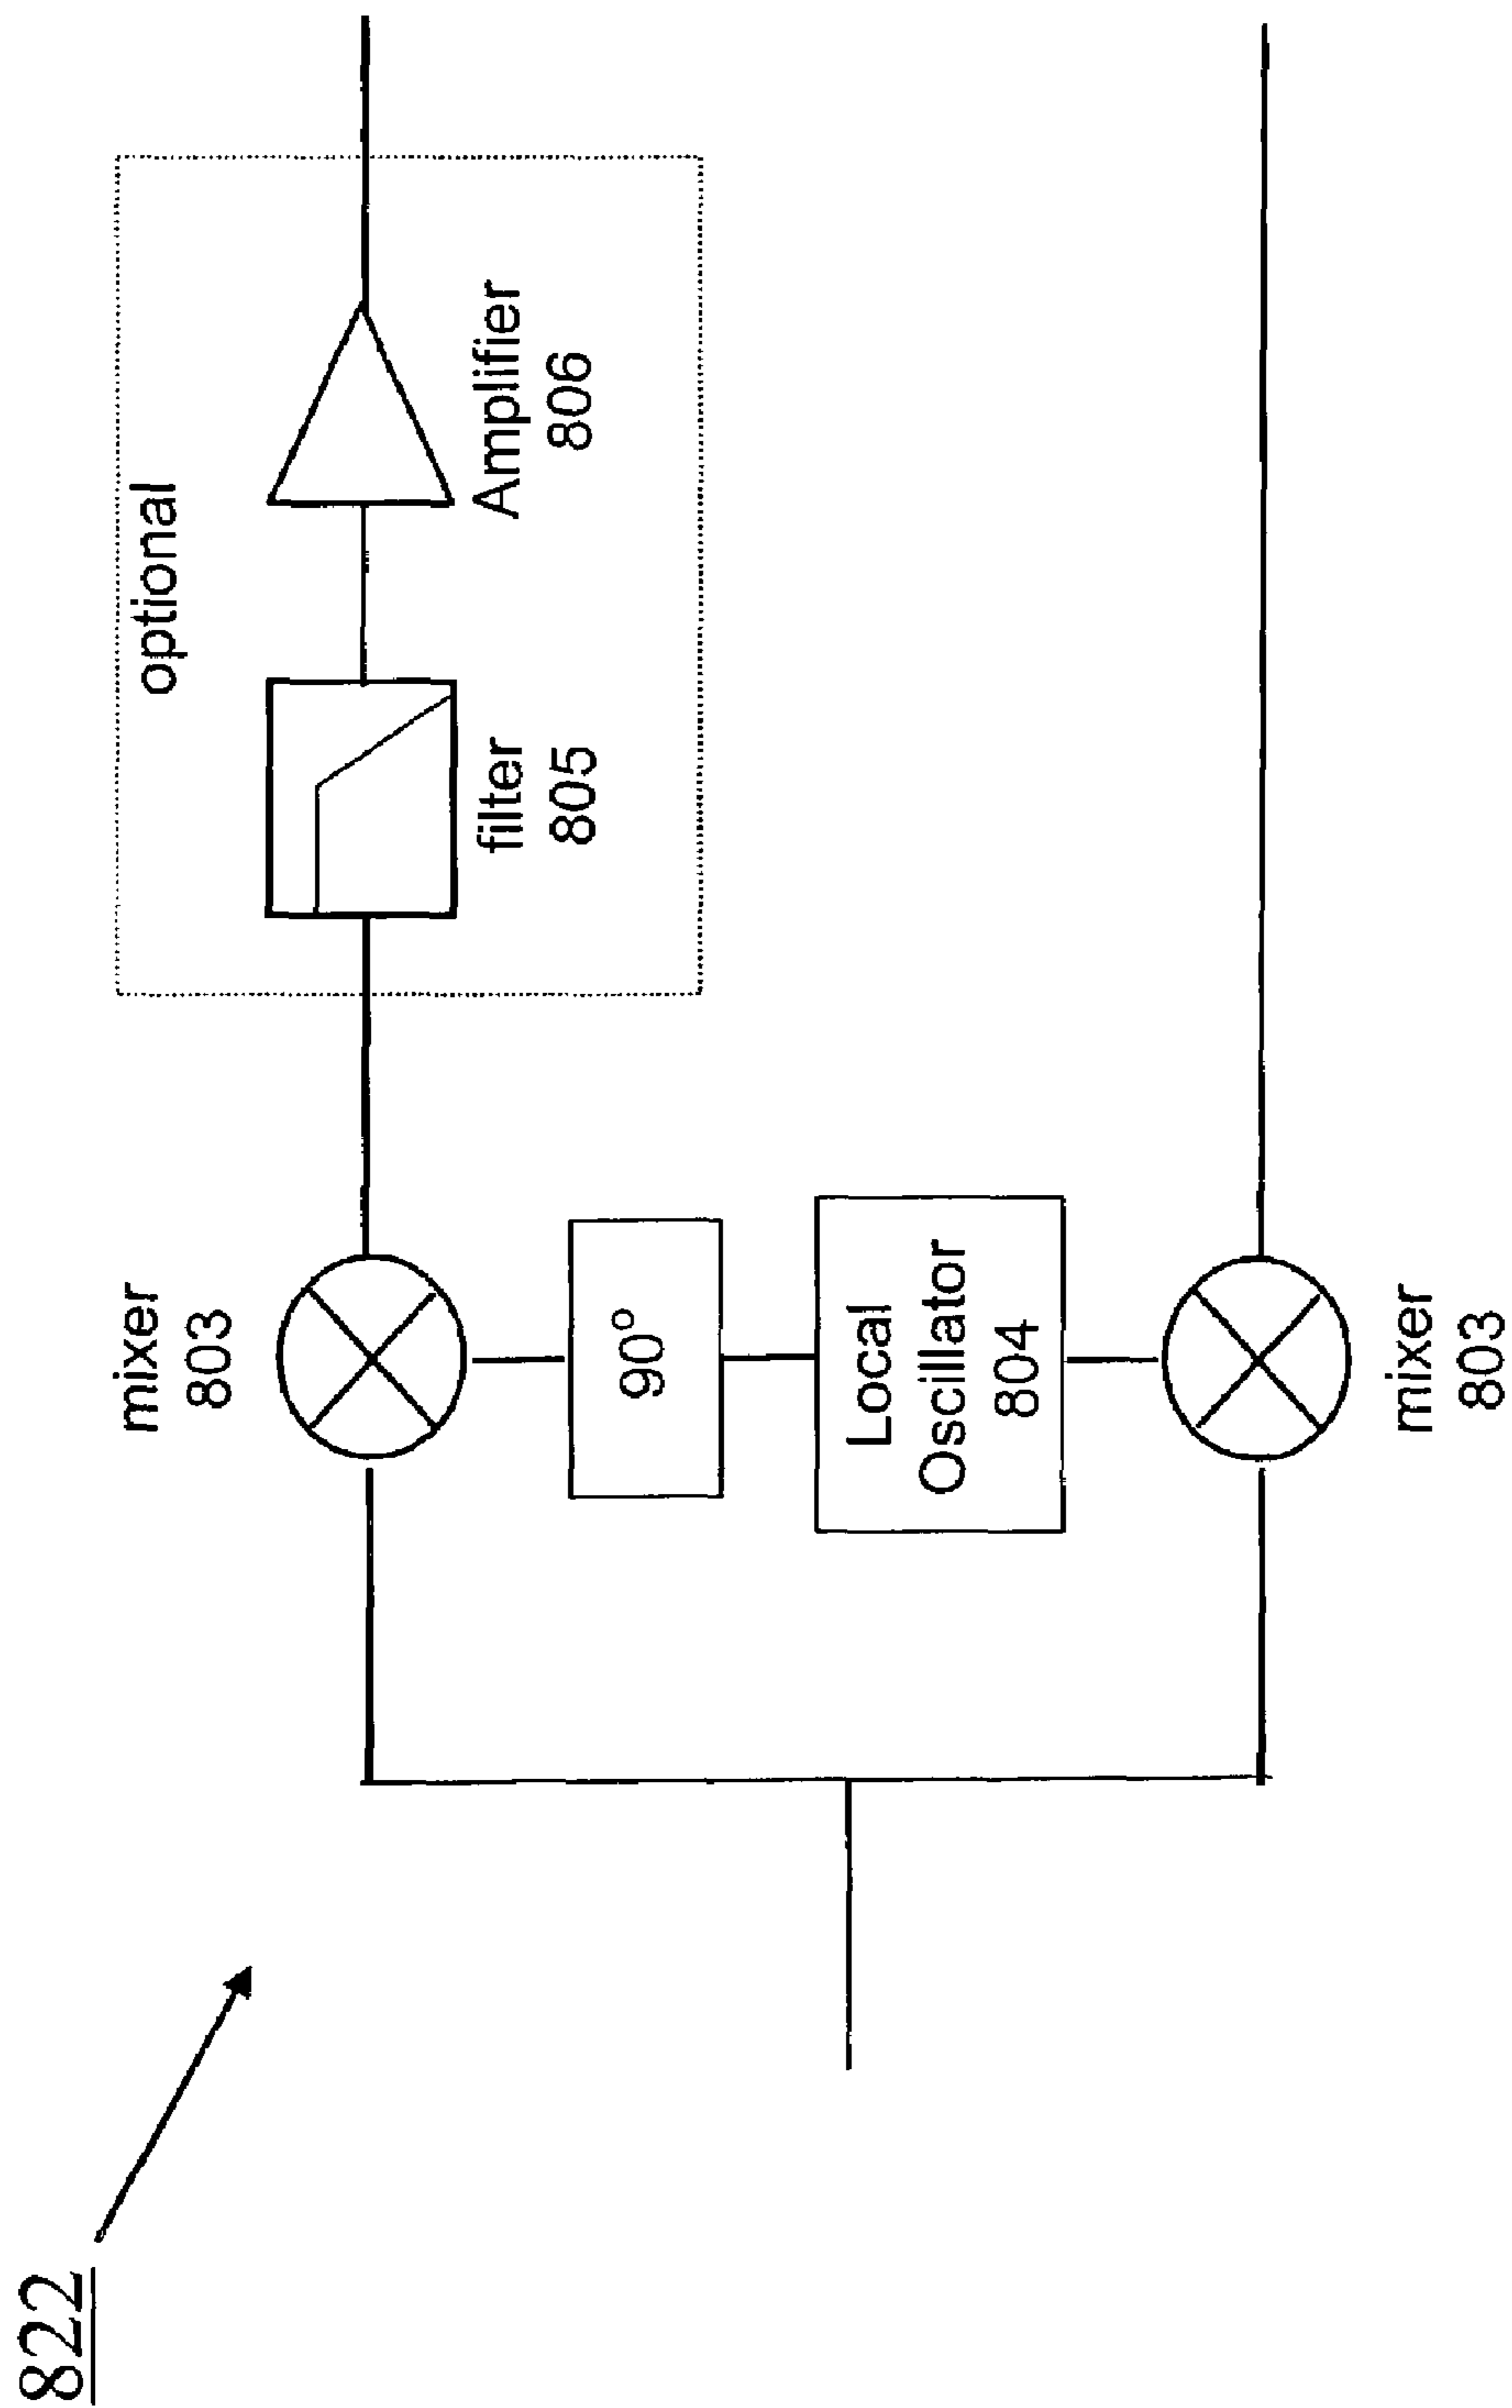 822
mixer
803
optional
filter
805
Amplifier
806
90°
Local
Oscillator
804
mixer
803